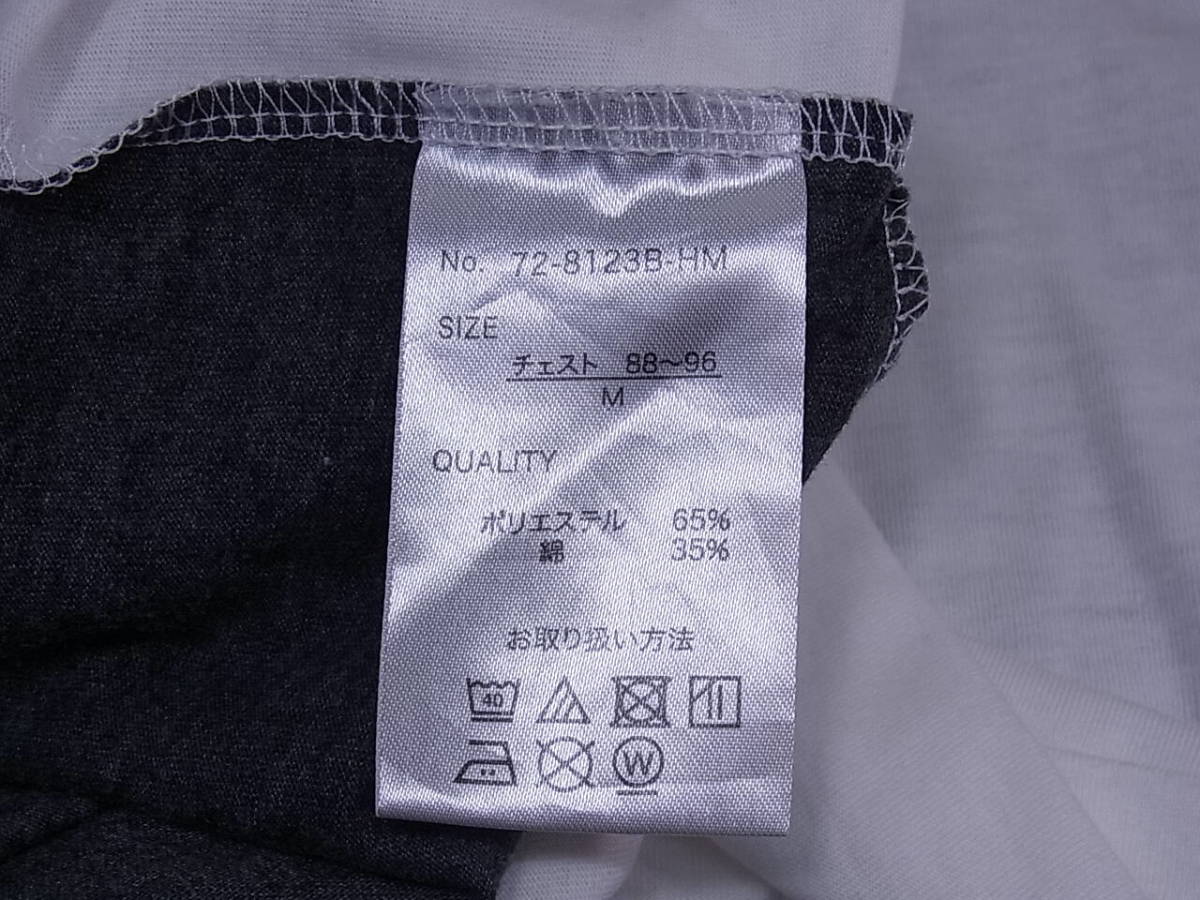 No. 72-8123B-HM
SIZE
チェスト 88～96
M
QUALITY
ポリエステル 65%
綿 35%
お取り扱い方法
40
W